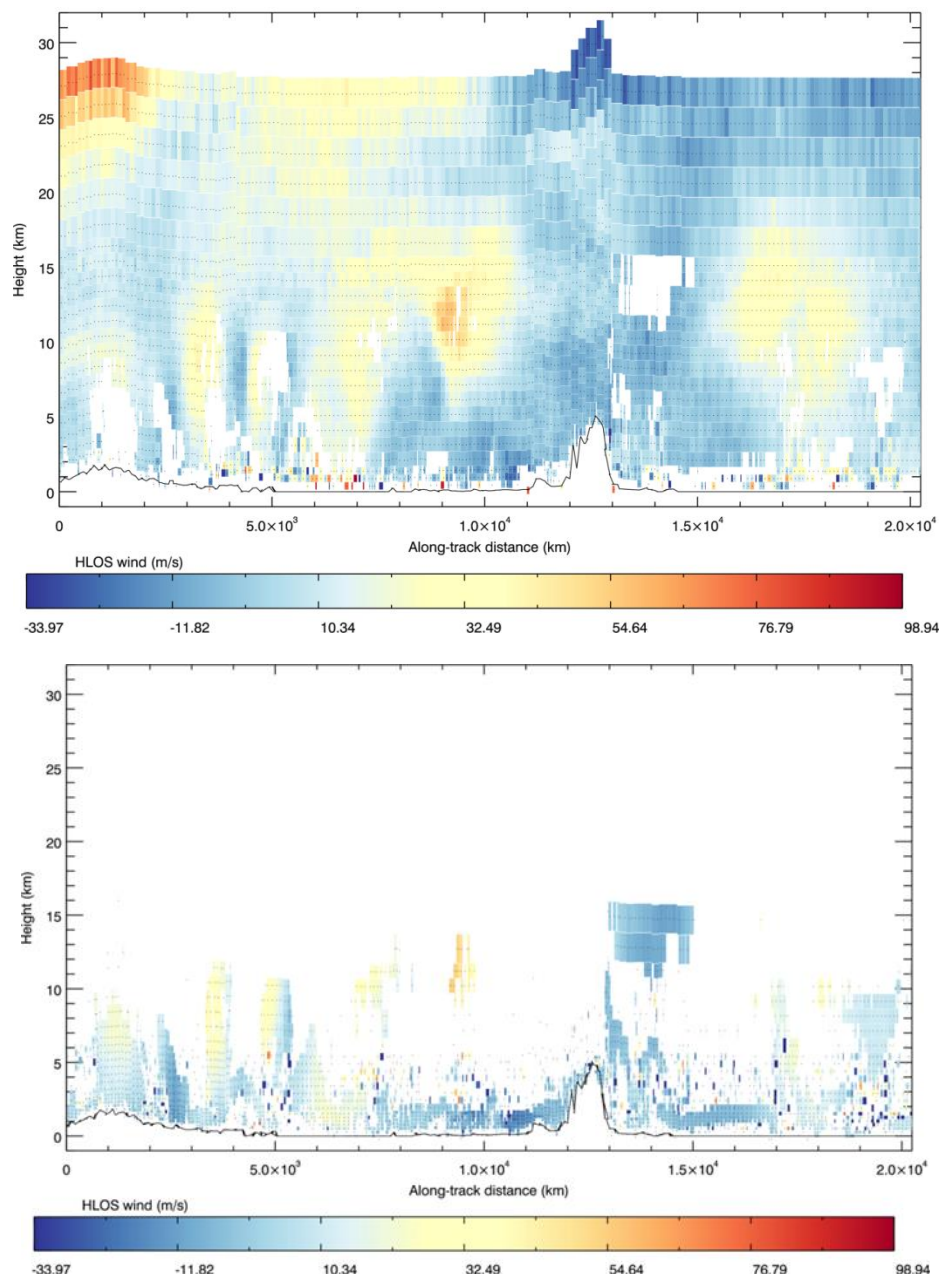 30
25
20
15
10
5
0
Height (km)
0 5.0×10³ 1.0×10⁴ 1.5×10⁴ 2.0×10⁴
Along-track distance (km)
HLOS wind (m/s)
-33.97 -11.82 10.34 32.49 54.64 76.79 98.94
30
25
20
15
10
5
0
Height (km)
0 5.0×10³ 1.0×10⁴ 1.5×10⁴ 2.0×10⁴
Along-track distance (km)
HLOS wind (m/s)
-33.97 -11.82 10.34 32.49 54.64 76.79 98.94